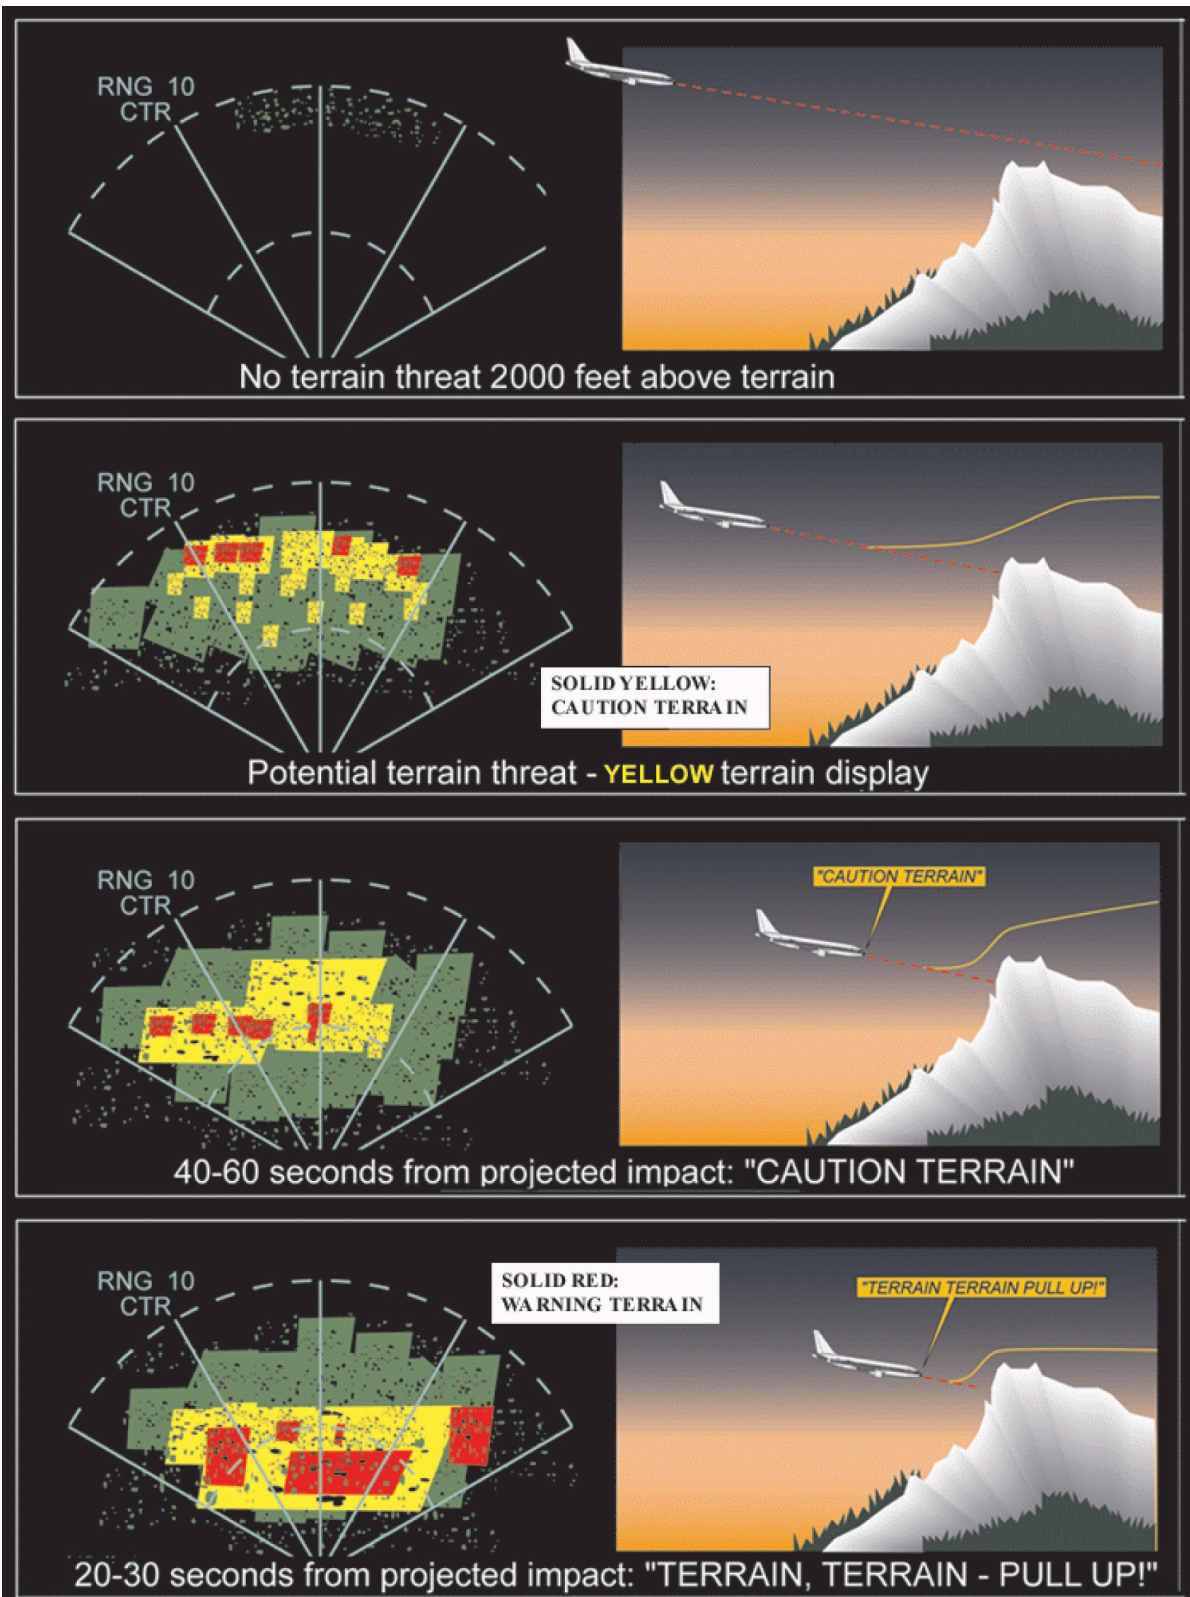 RNG 10
CTR
No terrain threat 2000 feet above terrain
RNG 10
CTR
SOLID YELLOW:
CAUTION TERRAIN
Potential terrain threat - YELLOW terrain display
RNG 10
CTR
"CAUTION TERRAIN"
40-60 seconds from projected impact: "CAUTION TERRAIN"
RNG 10
CTR
SOLID RED:
WARNING TERRAIN
"TERRAIN TERRAIN PULL UP!"
20-30 seconds from projected impact: "TERRAIN, TERRAIN - PULL UP!"